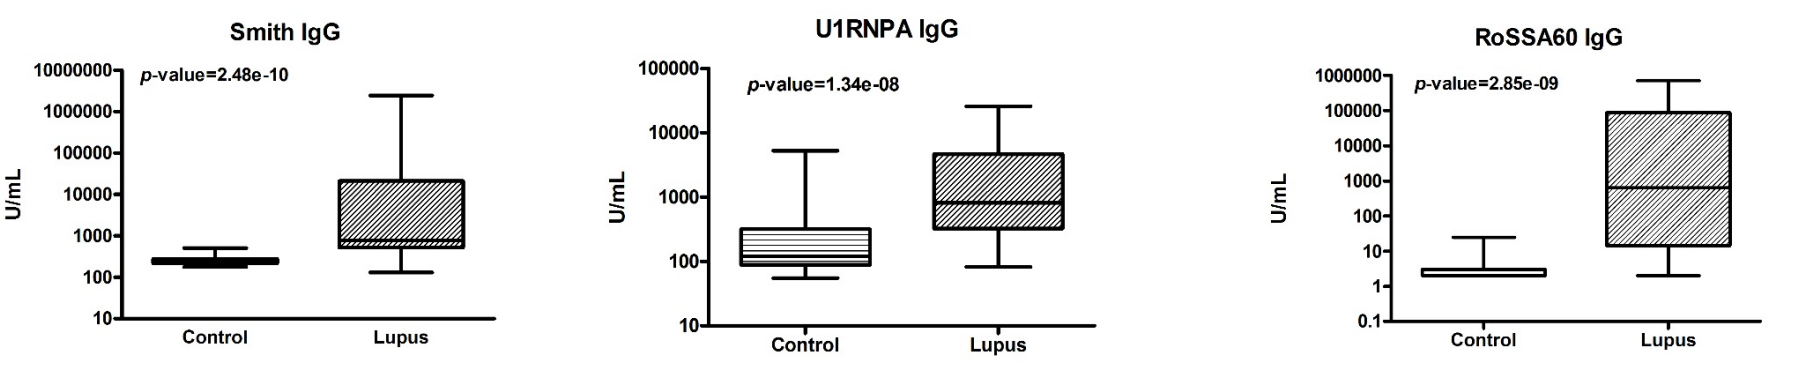 Smith IgG
p-value=2.48e-10
U/mL
10000000
1000000
100000
10000
1000
100
10
Control Lupus
U1RNPA IgG
p-value=1.34e-08
U/mL
100000
10000
1000
100
10
Control Lupus
RoSSA60 IgG
p-value=2.85e-09
U/mL
1000000
100000
10000
1000
100
10
1
0.1
Control Lupus